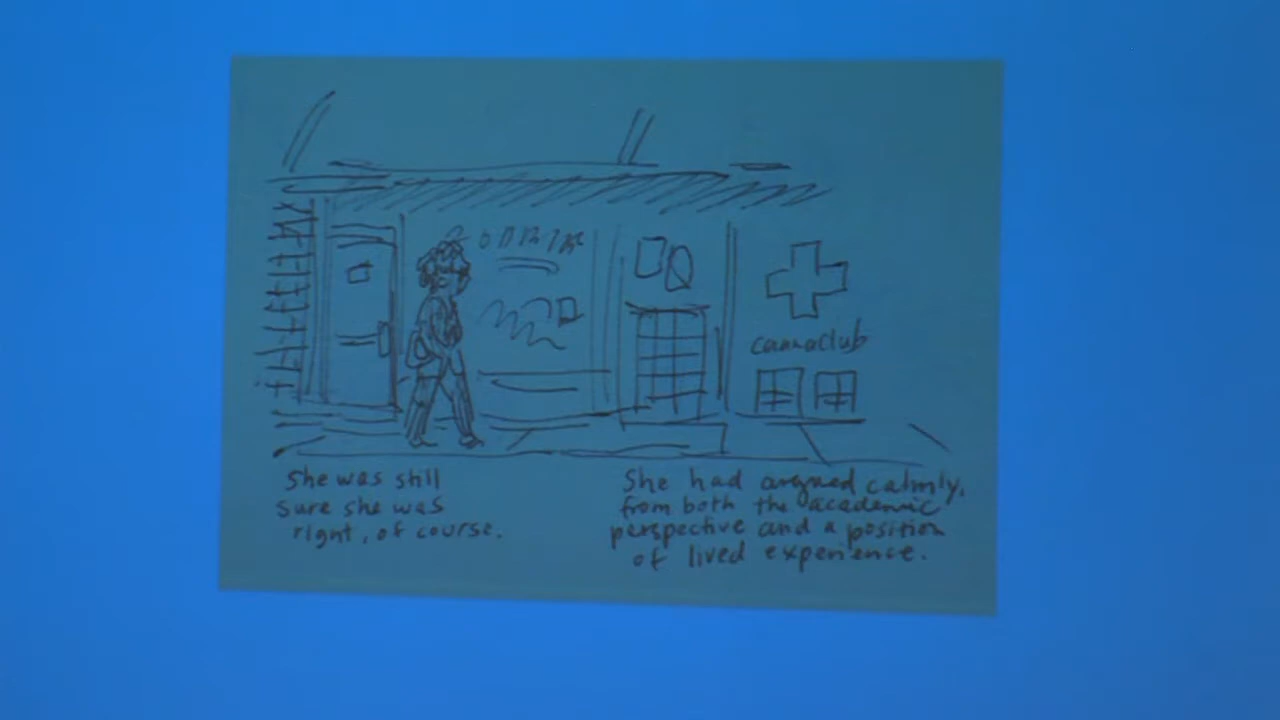 cannaclub
She was still
sure she was
right, of course.
She had argued calmly,
from both the academic
perspective and a position
of lived experience.